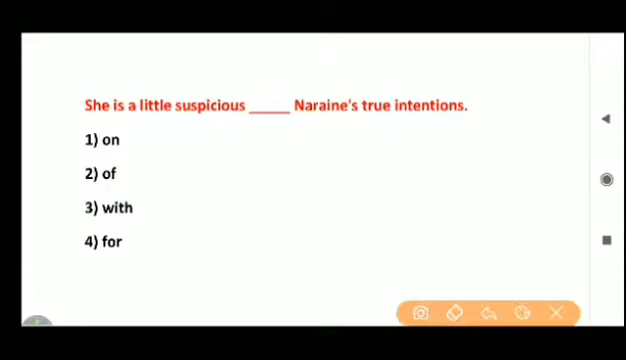 She is a little suspicious _____ Naraine's true intentions.
1) on
2) of
3) with
4) for